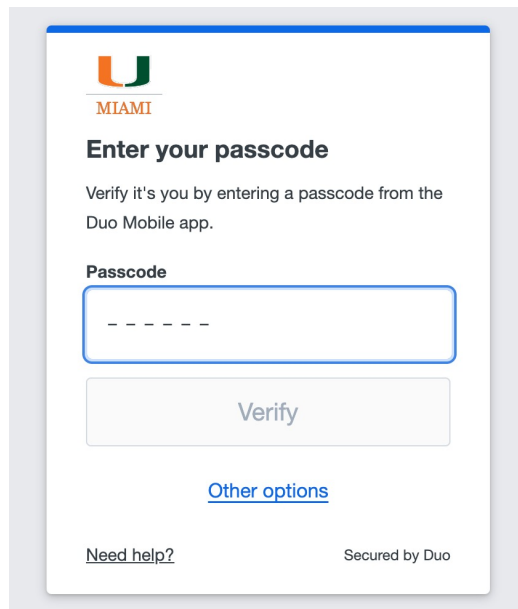 MIAMI
Enter your passcode
Verify it's you by entering a passcode from the
Duo Mobile app.
Passcode
– – – – – –
Verify
Other options
Need help? Secured by Duo